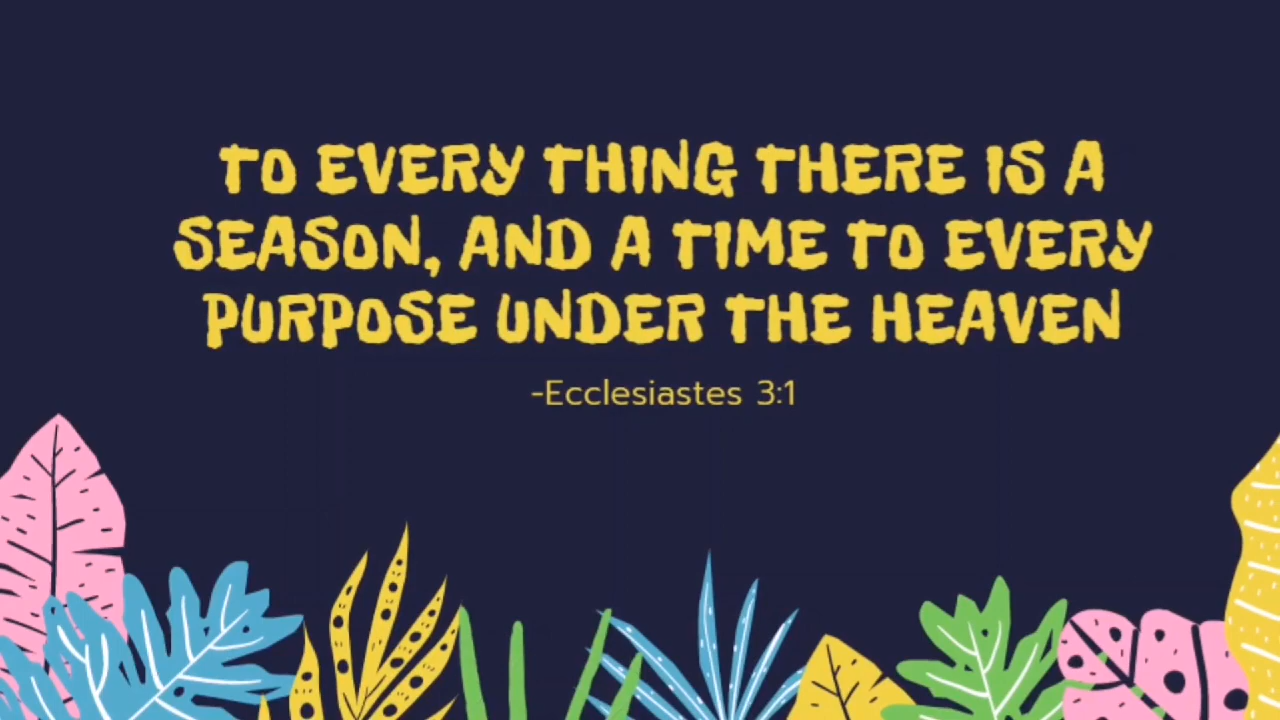 TO EVERY THING THERE IS A
SEASON, AND A TIME TO EVERY
PURPOSE UNDER THE HEAVEN
-Ecclesiastes 3:1